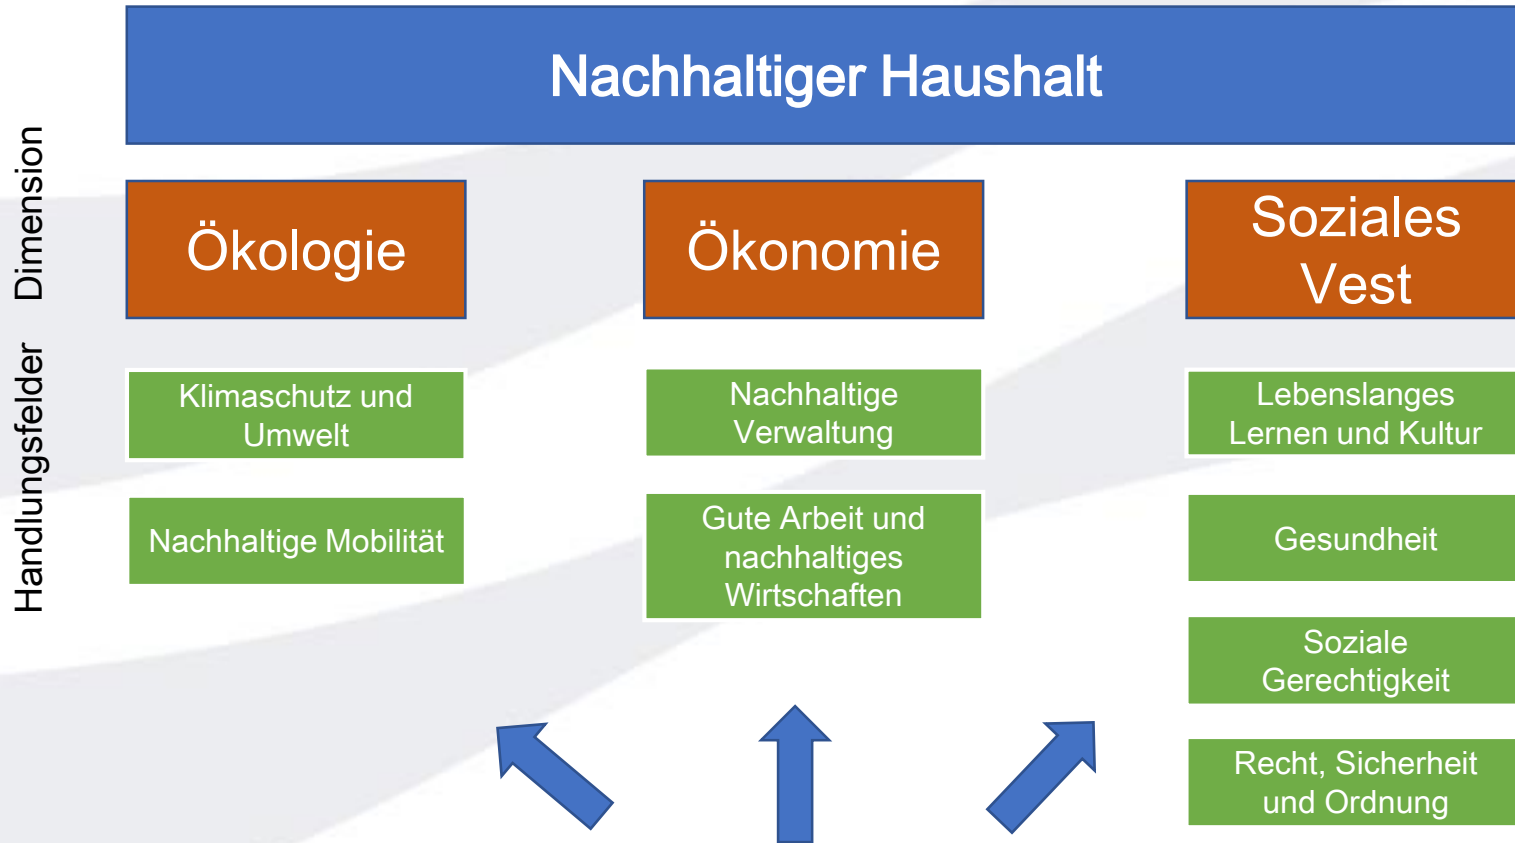 Nachhaltiger Haushalt
Dimension
Ökologie
Ökonomie
Soziales
Vest
Handlungsfelder
Klimaschutz und
Umwelt
Nachhaltige Mobilität
Nachhaltige
Verwaltung
Gute Arbeit und
nachhaltiges
Wirtschaften
Lebenslanges
Lernen und Kultur
Gesundheit
Soziale
Gerechtigkeit
Recht, Sicherheit
und Ordnung